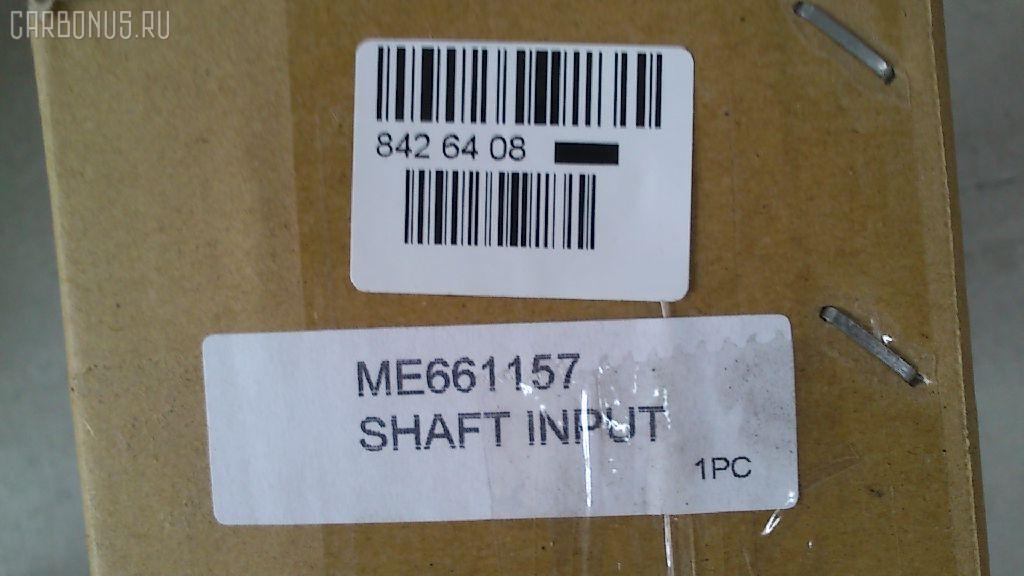 CARBONUS.RU
842 64 08
ME661157
SHAFT INPUT
1PC